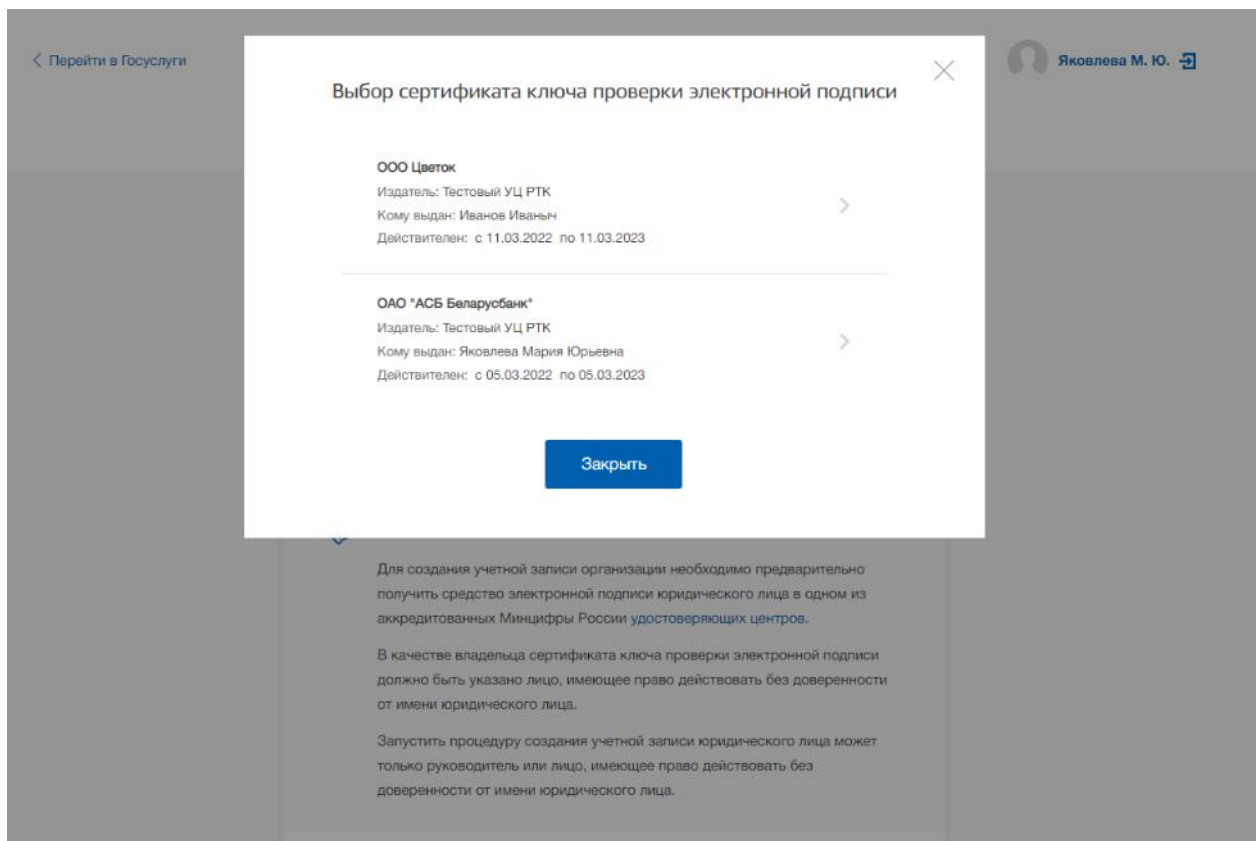 Перейти в Госуслуги
Яковлева М. Ю.
Выбор сертификата ключа проверки электронной подписи
ООО Цветок
Издатель: Тестовый УЦ РТК
Кому выдан: Иванов Иваныч
Действителен: с 11.03.2022 по 11.03.2023
ОАО "АСБ Беларусбанк"
Издатель: Тестовый УЦ РТК
Кому выдан: Яковлева Мария Юрьевна
Действителен: с 05.03.2022 по 05.03.2023
Закрыть
Для создания учетной записи организации необходимо предварительно
получить средство электронной подписи юридического лица в одном из
аккредитованных Минцифры России удостоверяющих центров.
В качестве владельца сертификата ключа проверки электронной подписи
должно быть указано лицо, имеющее право действовать без доверенности
от имени юридического лица.
Запустить процедуру создания учетной записи юридического лица может
только руководитель или лицо, имеющее право действовать без
доверенности от имени юридического лица.